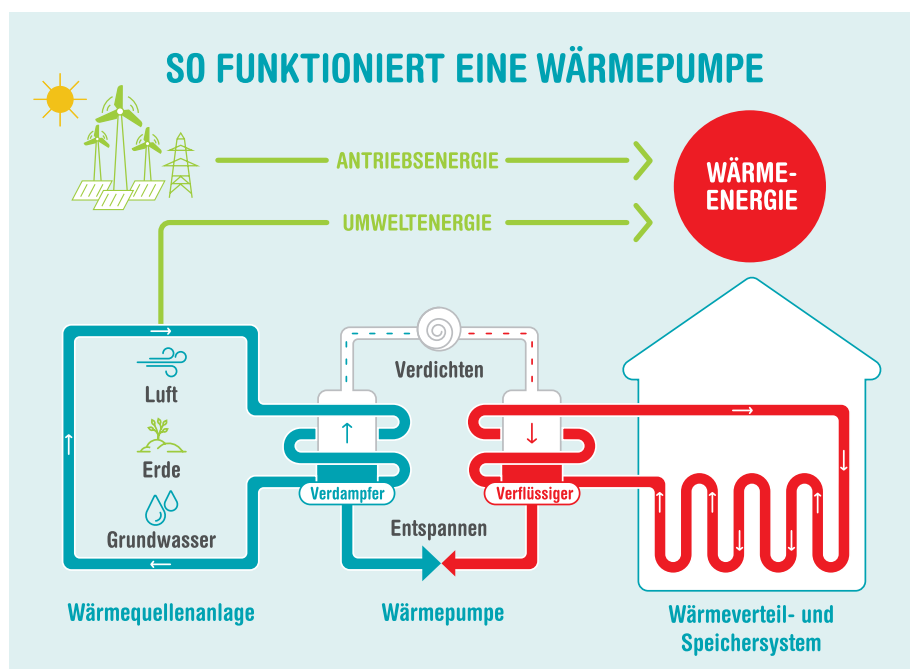 SO FUNKTIONIERT EINE WÄRMEPUMPE
ANTRIEBSENERGIE
WÄRME-
ENERGIE
UMWELTENERGIE
Luft
Erde
Grundwasser
Verdichten
Verdampfer
Verflüssiger
Entspannen
Wärmequellenanlage
Wärmepumpe
Wärmeverteil- und
Speichersystem